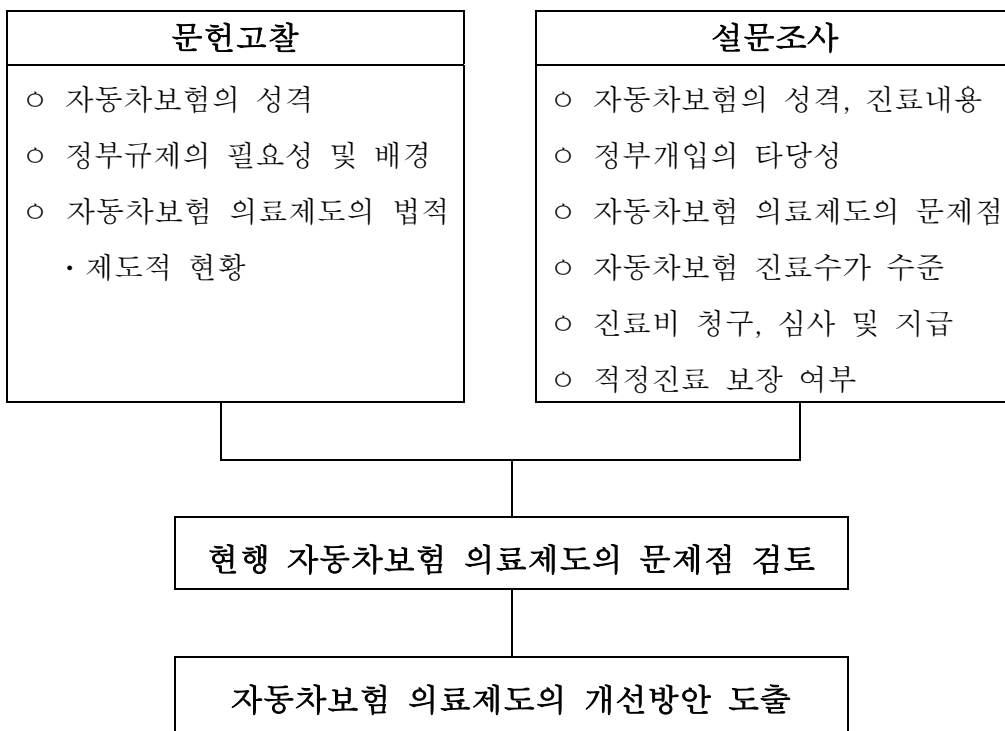 문헌고찰
ㅇ 자동차보험의 성격
ㅇ 정부규제의 필요성 및 배경
ㅇ 자동차보험 의료제도의 법적
・제도적 현황
설문조사
ㅇ 자동차보험의 성격, 진료내용
ㅇ 정부개입의 타당성
ㅇ 자동차보험 의료제도의 문제점
ㅇ 자동차보험 진료수가 수준
ㅇ 진료비 청구, 심사 및 지급
ㅇ 적정진료 보장 여부
현행 자동차보험 의료제도의 문제점 검토
자동차보험 의료제도의 개선방안 도출